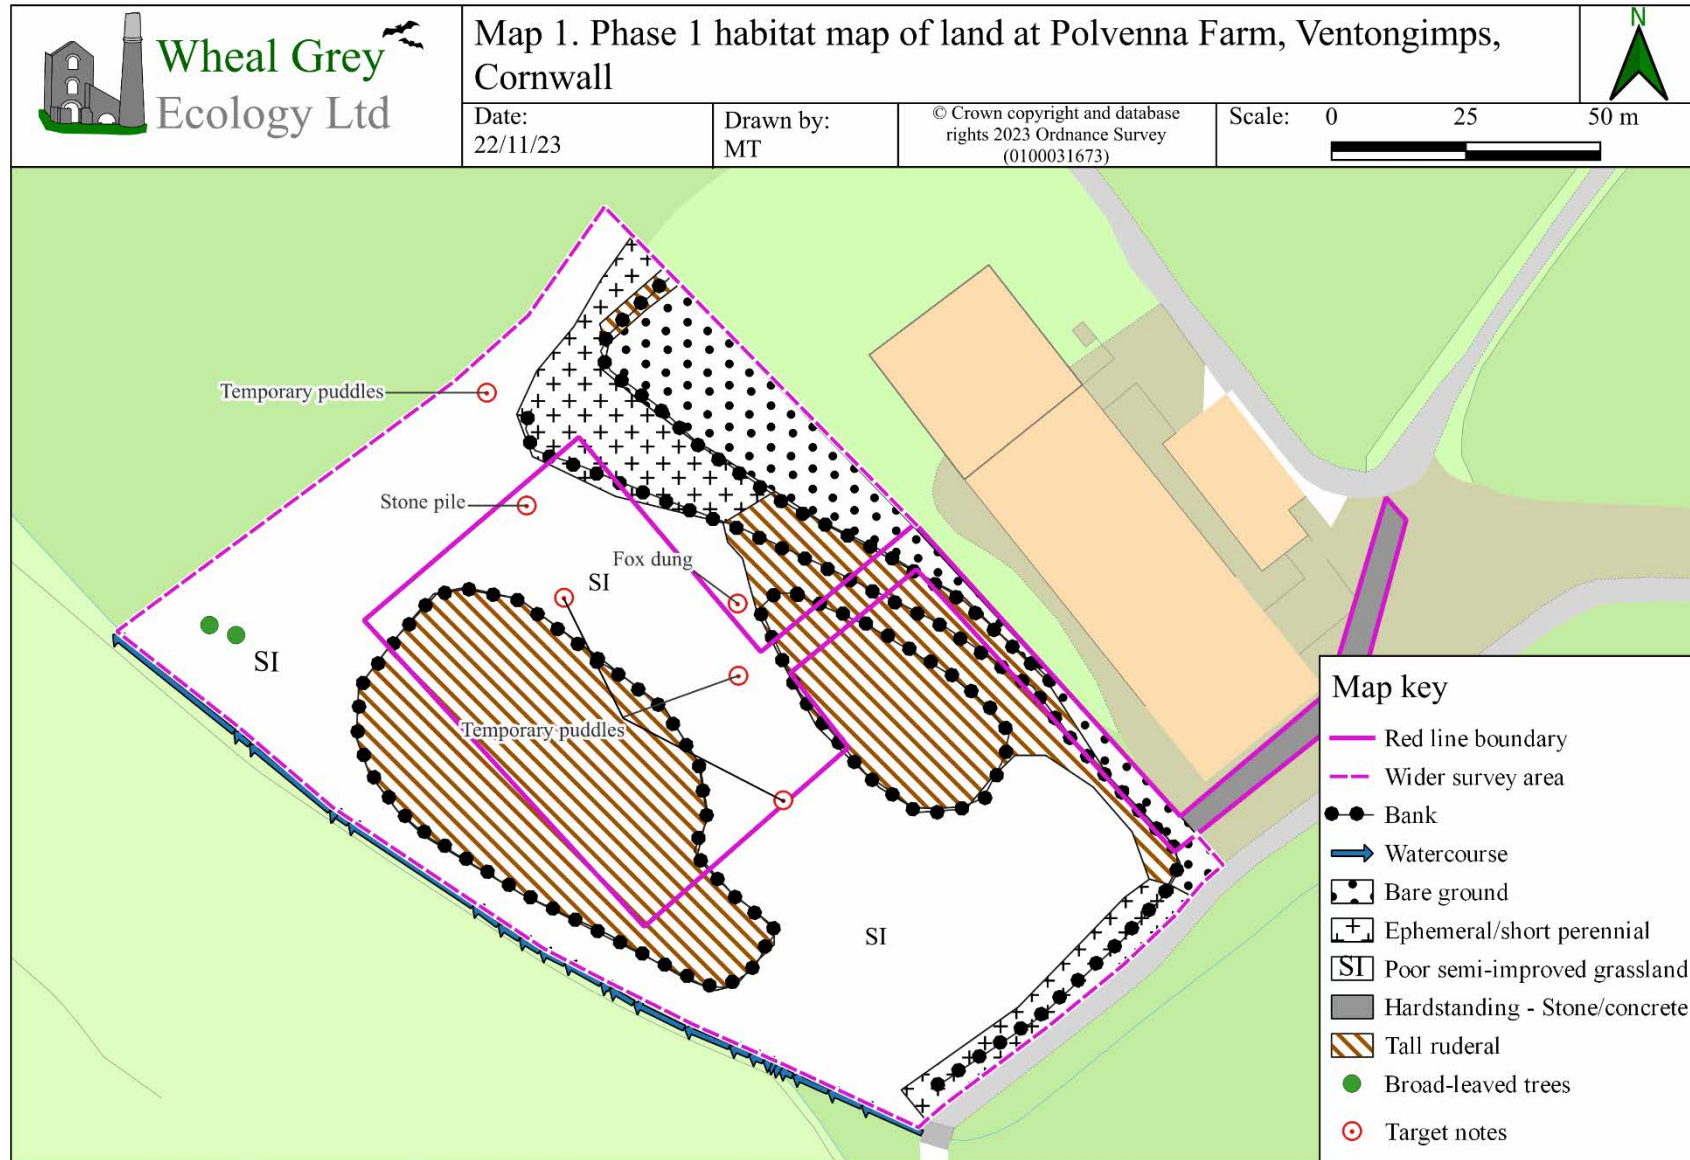 Wheal Grey
Ecology Ltd
Map 1. Phase 1 habitat map of land at Polvenna Farm, Ventongimps,
Cornwall
N
Date:
22/11/23
Drawn by:
MT
© Crown copyright and database
rights 2023 Ordnance Survey
(0100031673)
Scale:
0 25 50 m
Temporary puddles
Stone pile
Fox dung
SI
SI
Temporary puddles
SI
Map key
Red line boundary
Wider survey area
Bank
Watercourse
Bare ground
Ephemeral/short perennial
SI Poor semi-improved grassland
Hardstanding - Stone/concrete
Tall ruderal
Broad-leaved trees
Target notes